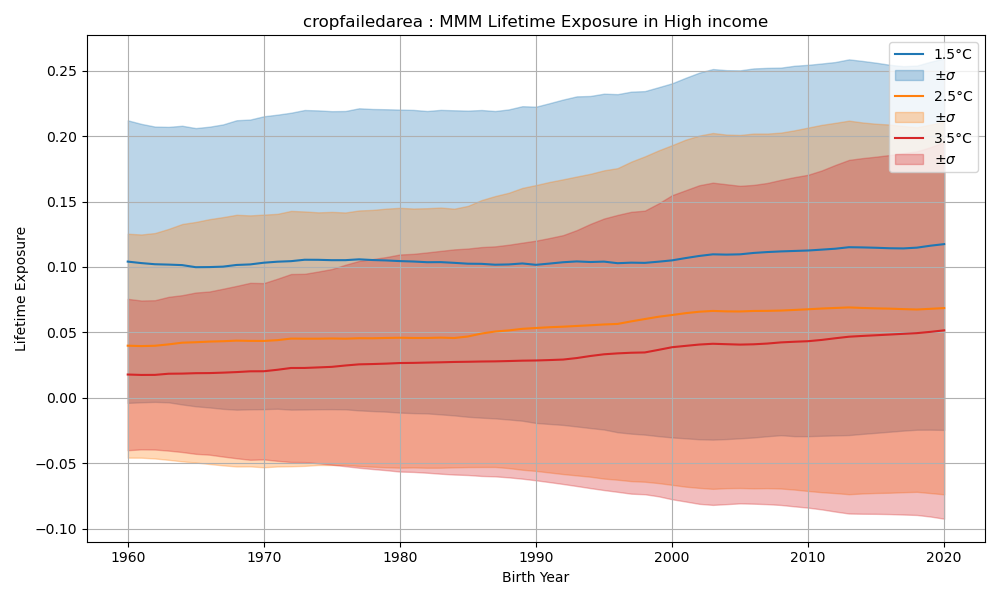 cropfailedarea : MMM Lifetime Exposure in High income
Lifetime Exposure
0.25
0.20
0.15
0.10
0.05
0.00
−0.05
−0.10
1.5°C
±σ
2.5°C
±σ
3.5°C
±σ
1960 1970 1980 1990 2000 2010 2020
Birth Year